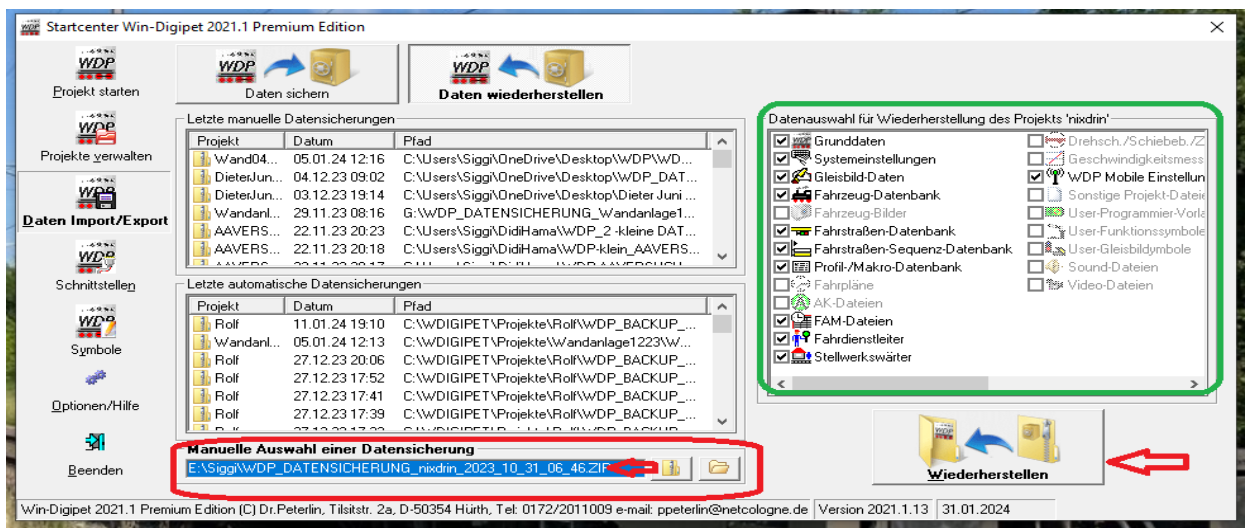 Startcenter Win-Digipet 2021.1 Premium Edition
Projekt starten
Projekte verwalten
Daten Import/Export
Schnittstellen
Symbole
Optionen/Hilfe
Beenden
Daten sichern
Daten wiederherstellen
Letzte manuelle Datensicherungen
Projekt Datum Pfad
Wand04... 05.01.24 12:16 C:\Users\Siggi\OneDrive\Desktop\WDP\WD...
DieterJun... 04.12.23 09:02 C:\Users\Siggi\OneDrive\Desktop\WDP_DAT...
DieterJun... 03.12.23 19:14 C:\Users\Siggi\OneDrive\Desktop\Dieter Juni ...
Wandanl... 29.11.23 08:16 G:\WDP_DATENSICHERUNG_Wandanlage1...
AAVERS... 22.11.23 20:23 C:\Users\Siggi\DidiHama\WDP_2 -kleine DAT...
AAVERS... 22.11.23 20:18 C:\Users\Siggi\DidiHama\WDP-klein_AAVERS...
Letzte automatische Datensicherungen
Projekt Datum Pfad
Rolf 11.01.24 19:10 C:\WDIGIPET\Projekte\Rolf\WDP_BACKUP_...
Wandanl... 05.01.24 12:13 C:\WDIGIPET\Projekte\Wandanlage1223\W...
Rolf 27.12.23 20:06 C:\WDIGIPET\Projekte\Rolf\WDP_BACKUP_...
Rolf 27.12.23 17:52 C:\WDIGIPET\Projekte\Rolf\WDP_BACKUP_...
Rolf 27.12.23 17:41 C:\WDIGIPET\Projekte\Rolf\WDP_BACKUP_...
Rolf 27.12.23 17:39 C:\WDIGIPET\Projekte\Rolf\WDP_BACKUP_...
Manuelle Auswahl einer Datensicherung
E:\Siggi\WDP_DATENSICHERUNG_nixdrin_2023_10_31_06_46.ZIP
Datenauswahl für Wiederherstellung des Projekts 'nixdrin'
Grunddaten
Systemeinstellungen
Gleisbild-Daten
Fahrzeug-Datenbank
Fahrzeug-Bilder
Fahrstraßen-Datenbank
Fahrstraßen-Sequenz-Datenbank
Profil-/Makro-Datenbank
Fahrpläne
AK-Dateien
FAM-Dateien
Fahrdienstleiter
Stellwerkswärter
Drehsch./Schiebeb./Z
Geschwindigkeitsmess
WDP Mobile Einstellun
Sonstige Projekt-Dateie
User-Programmier-Vorla
User-Funktionssymbole
User-Gleisbildymbole
Sound-Dateien
Video-Dateien
Wiederherstellen
Win-Digipet 2021.1 Premium Edition (C) Dr.Peterlin, Tilsitstr. 2a, D-50354 Hürth, Tel: 0172/2011009 e-mail: ppeterlin@netcologne.de Version 2021.1.13 31.01.2024